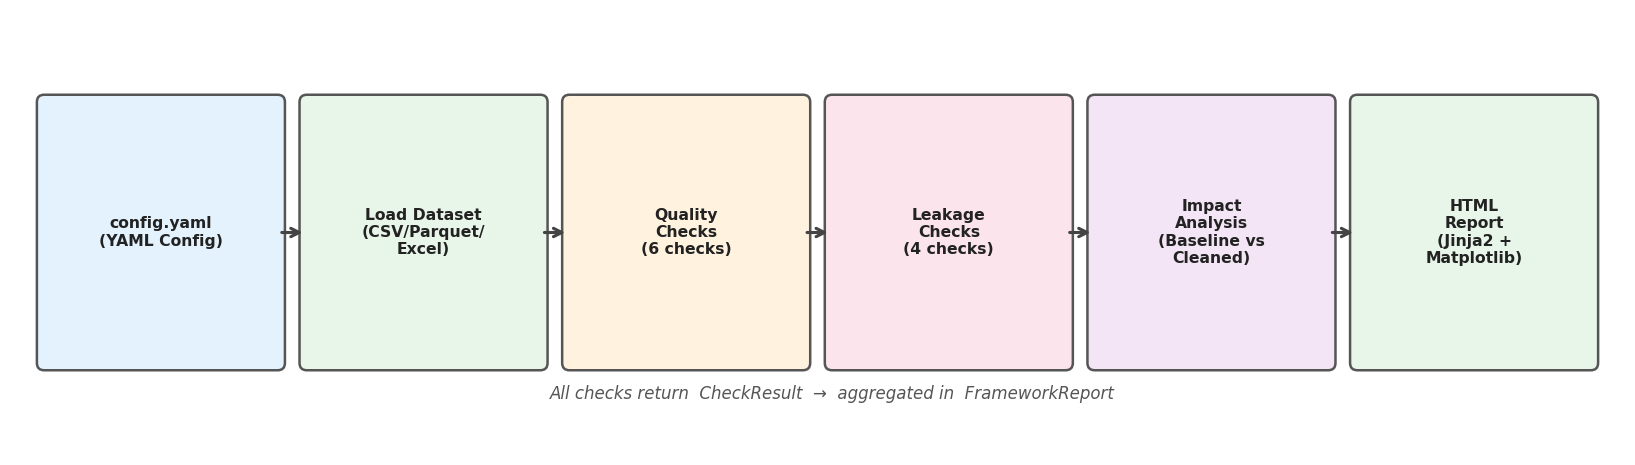 config.yaml
(YAML Config)
Load Dataset
(CSV/Parquet/
Excel)
Quality
Checks
(6 checks)
Leakage
Checks
(4 checks)
Impact
Analysis
(Baseline vs
Cleaned)
HTML
Report
(Jinja2 +
Matplotlib)
All checks return  CheckResult  →  aggregated in  FrameworkReport